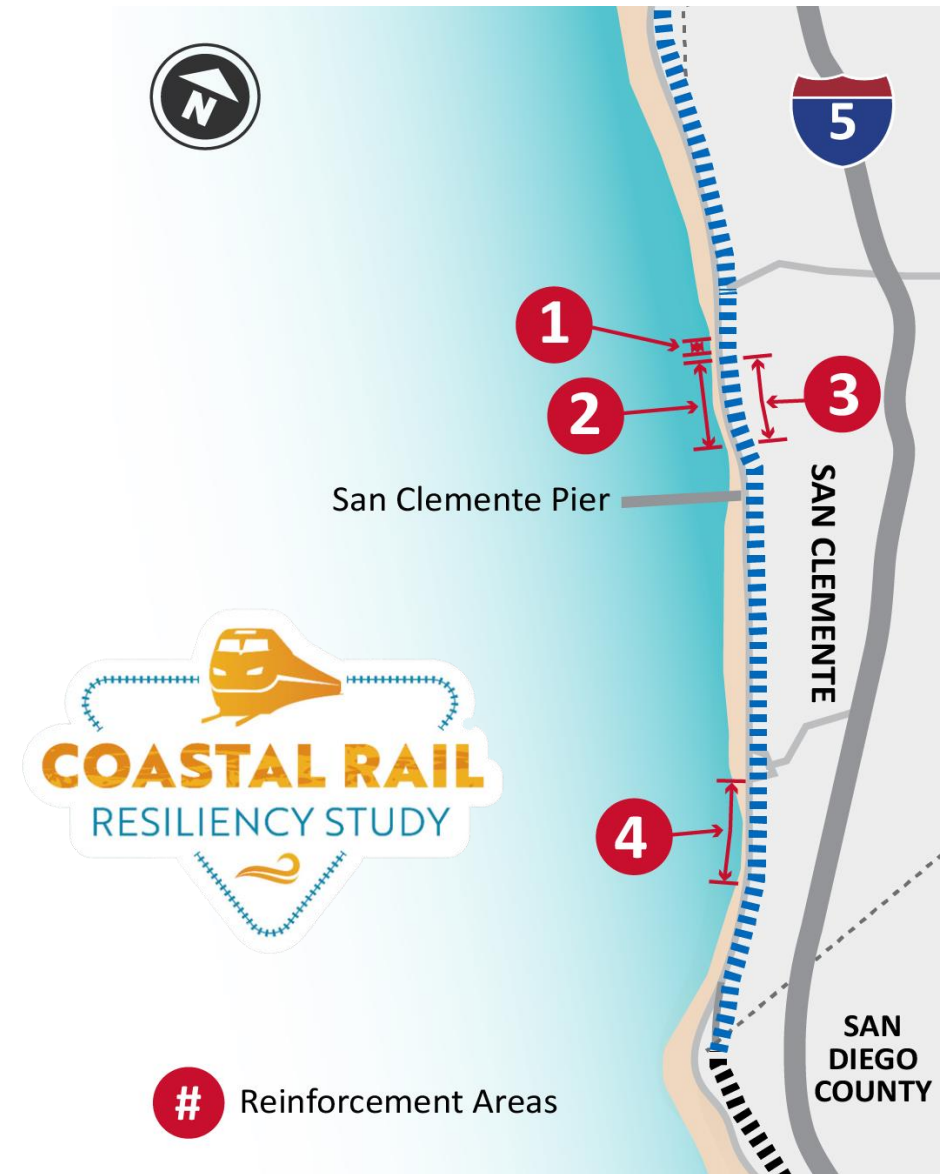 N
5
1
2
3
San Clemente Pier
SAN CLEMENTE
COASTAL RAIL
RESILIENCY STUDY
4
SAN
DIEGO
COUNTY
# Reinforcement Areas